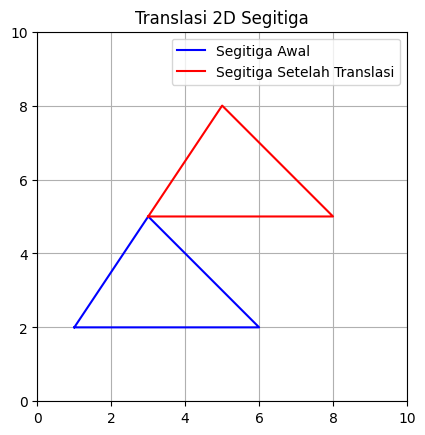 Translasi 2D Segitiga
Segitiga Awal
Segitiga Setelah Translasi
10
8
6
4
2
0
0 2 4 6 8 10